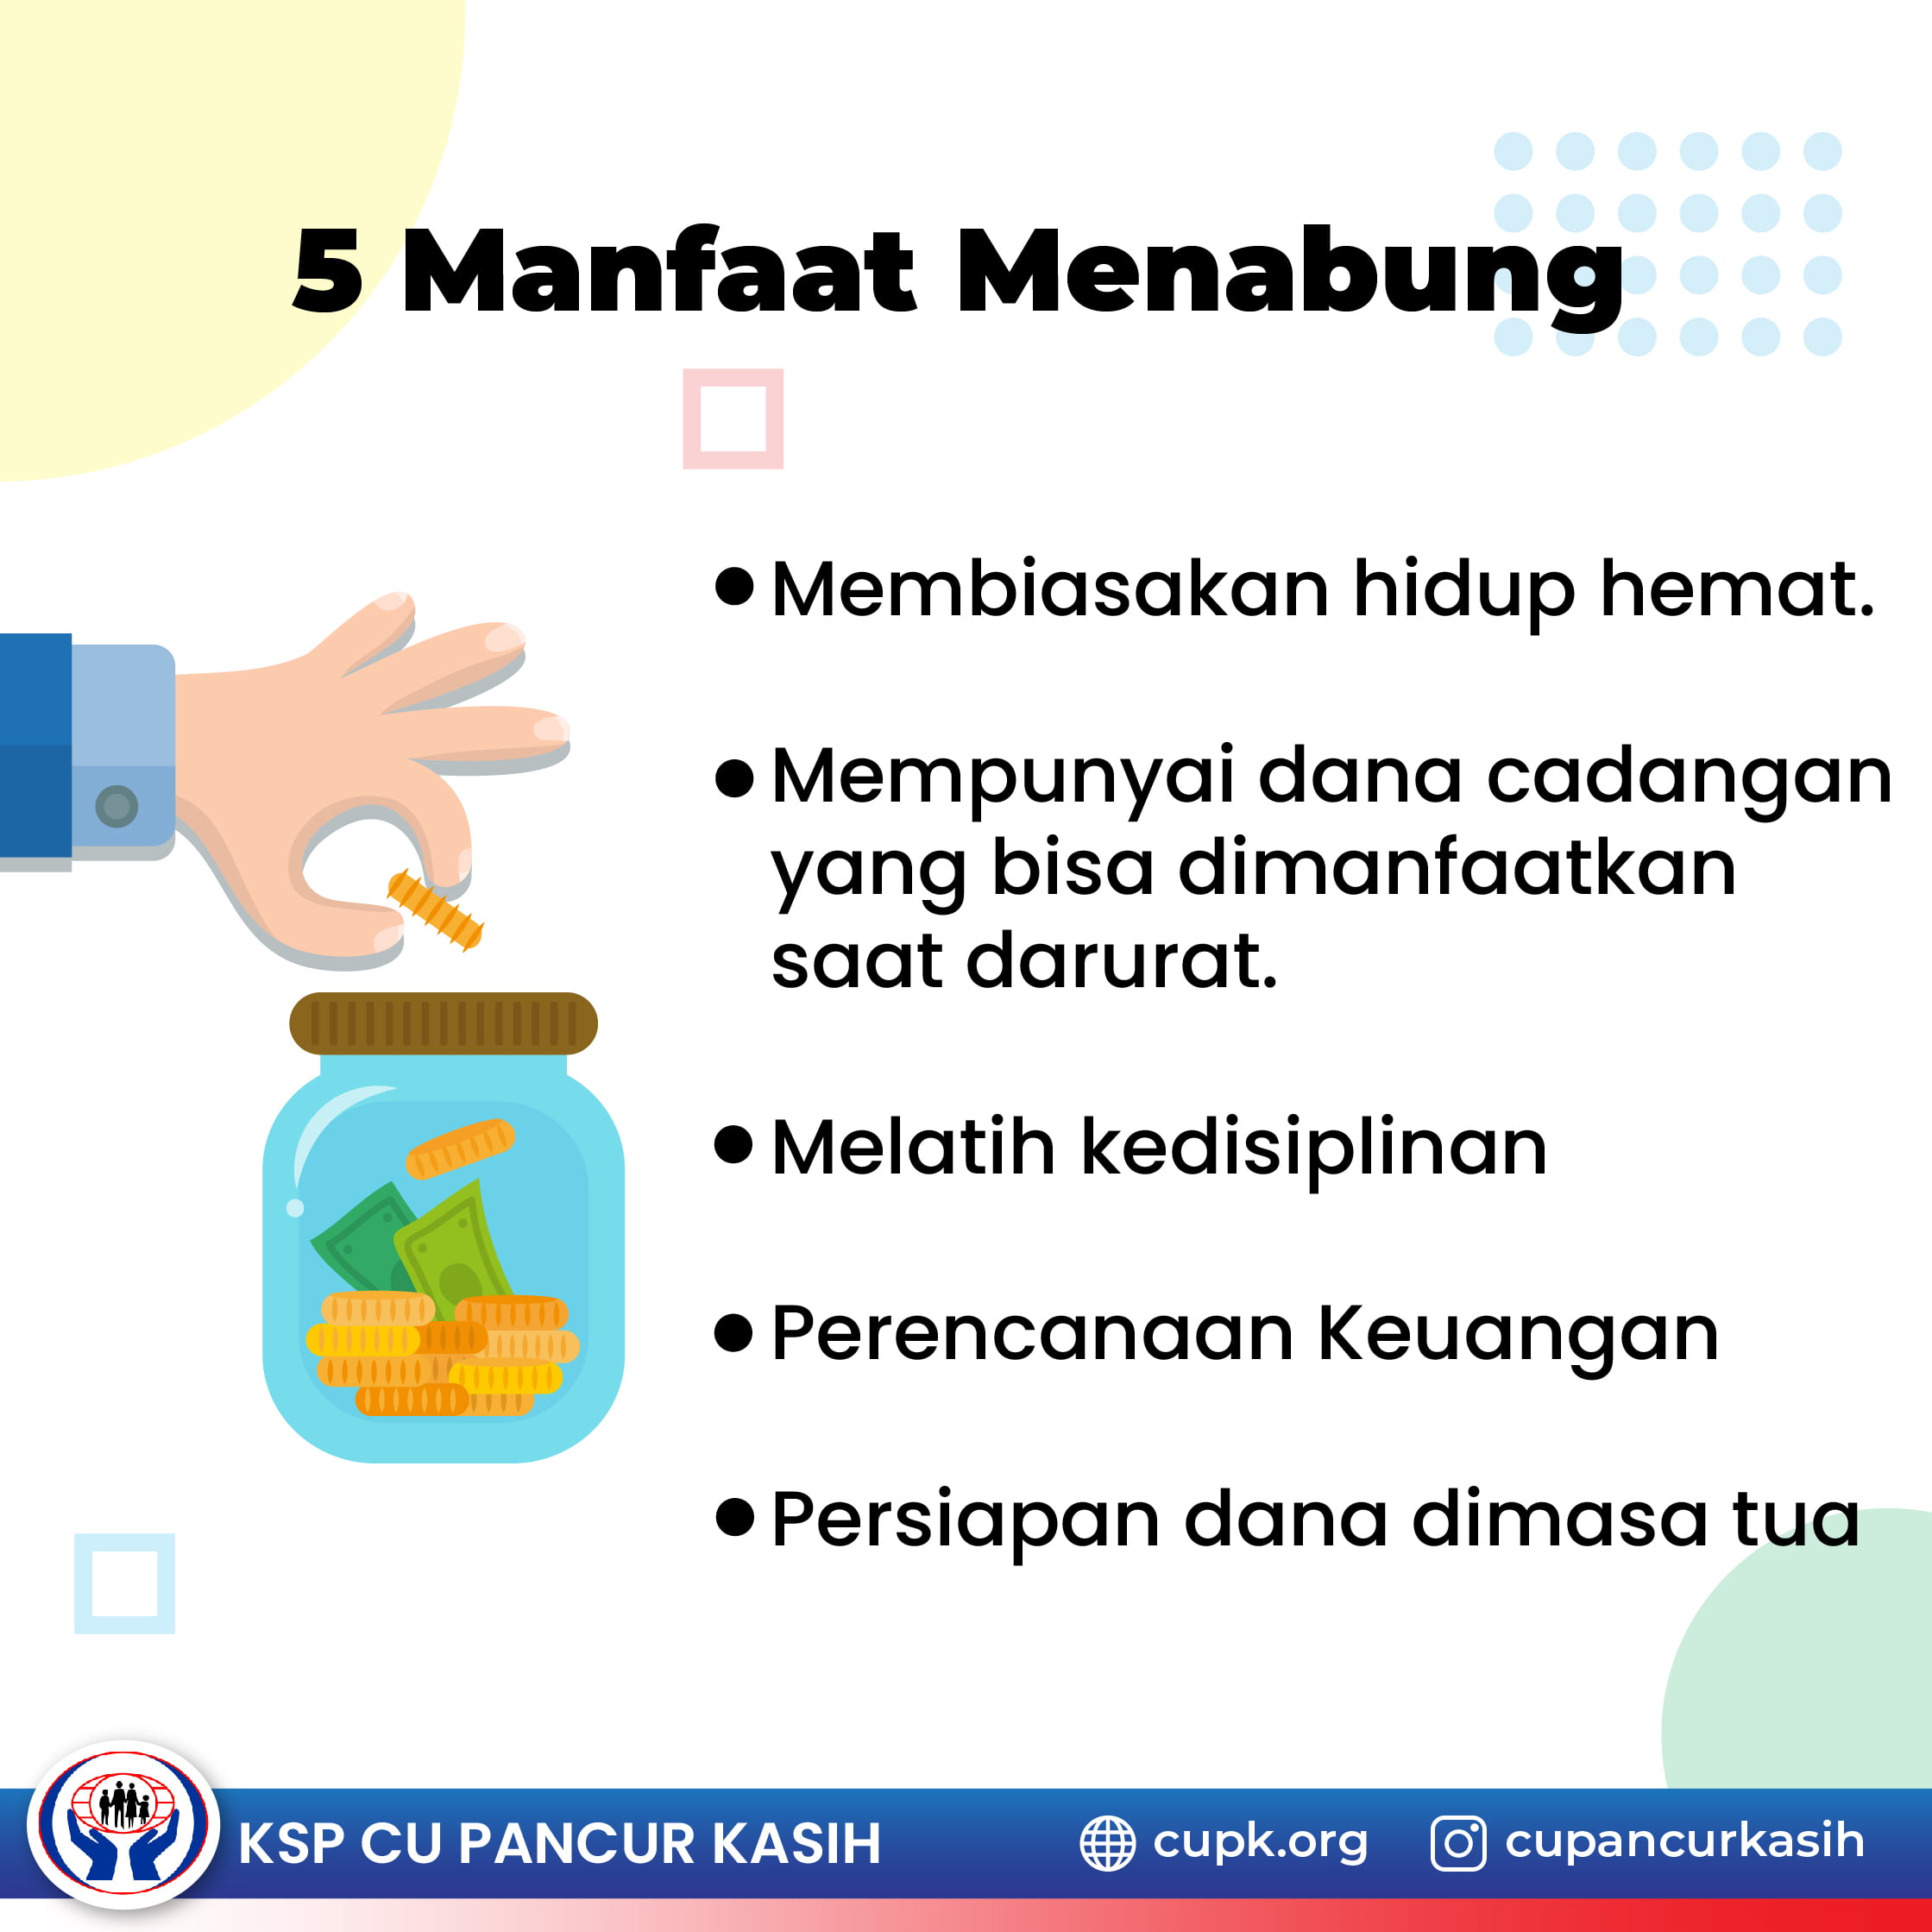 5 Manfaat Menabung
● Membiasakan hidup hemat.
● Mempunyai dana cadangan
yang bisa dimanfaatkan
saat darurat.
● Melatih kedisiplinan
● Perencanaan Keuangan
● Persiapan dana dimasa tua
KSP CU PANCUR KASIH
cupk.org
cupancurkasih